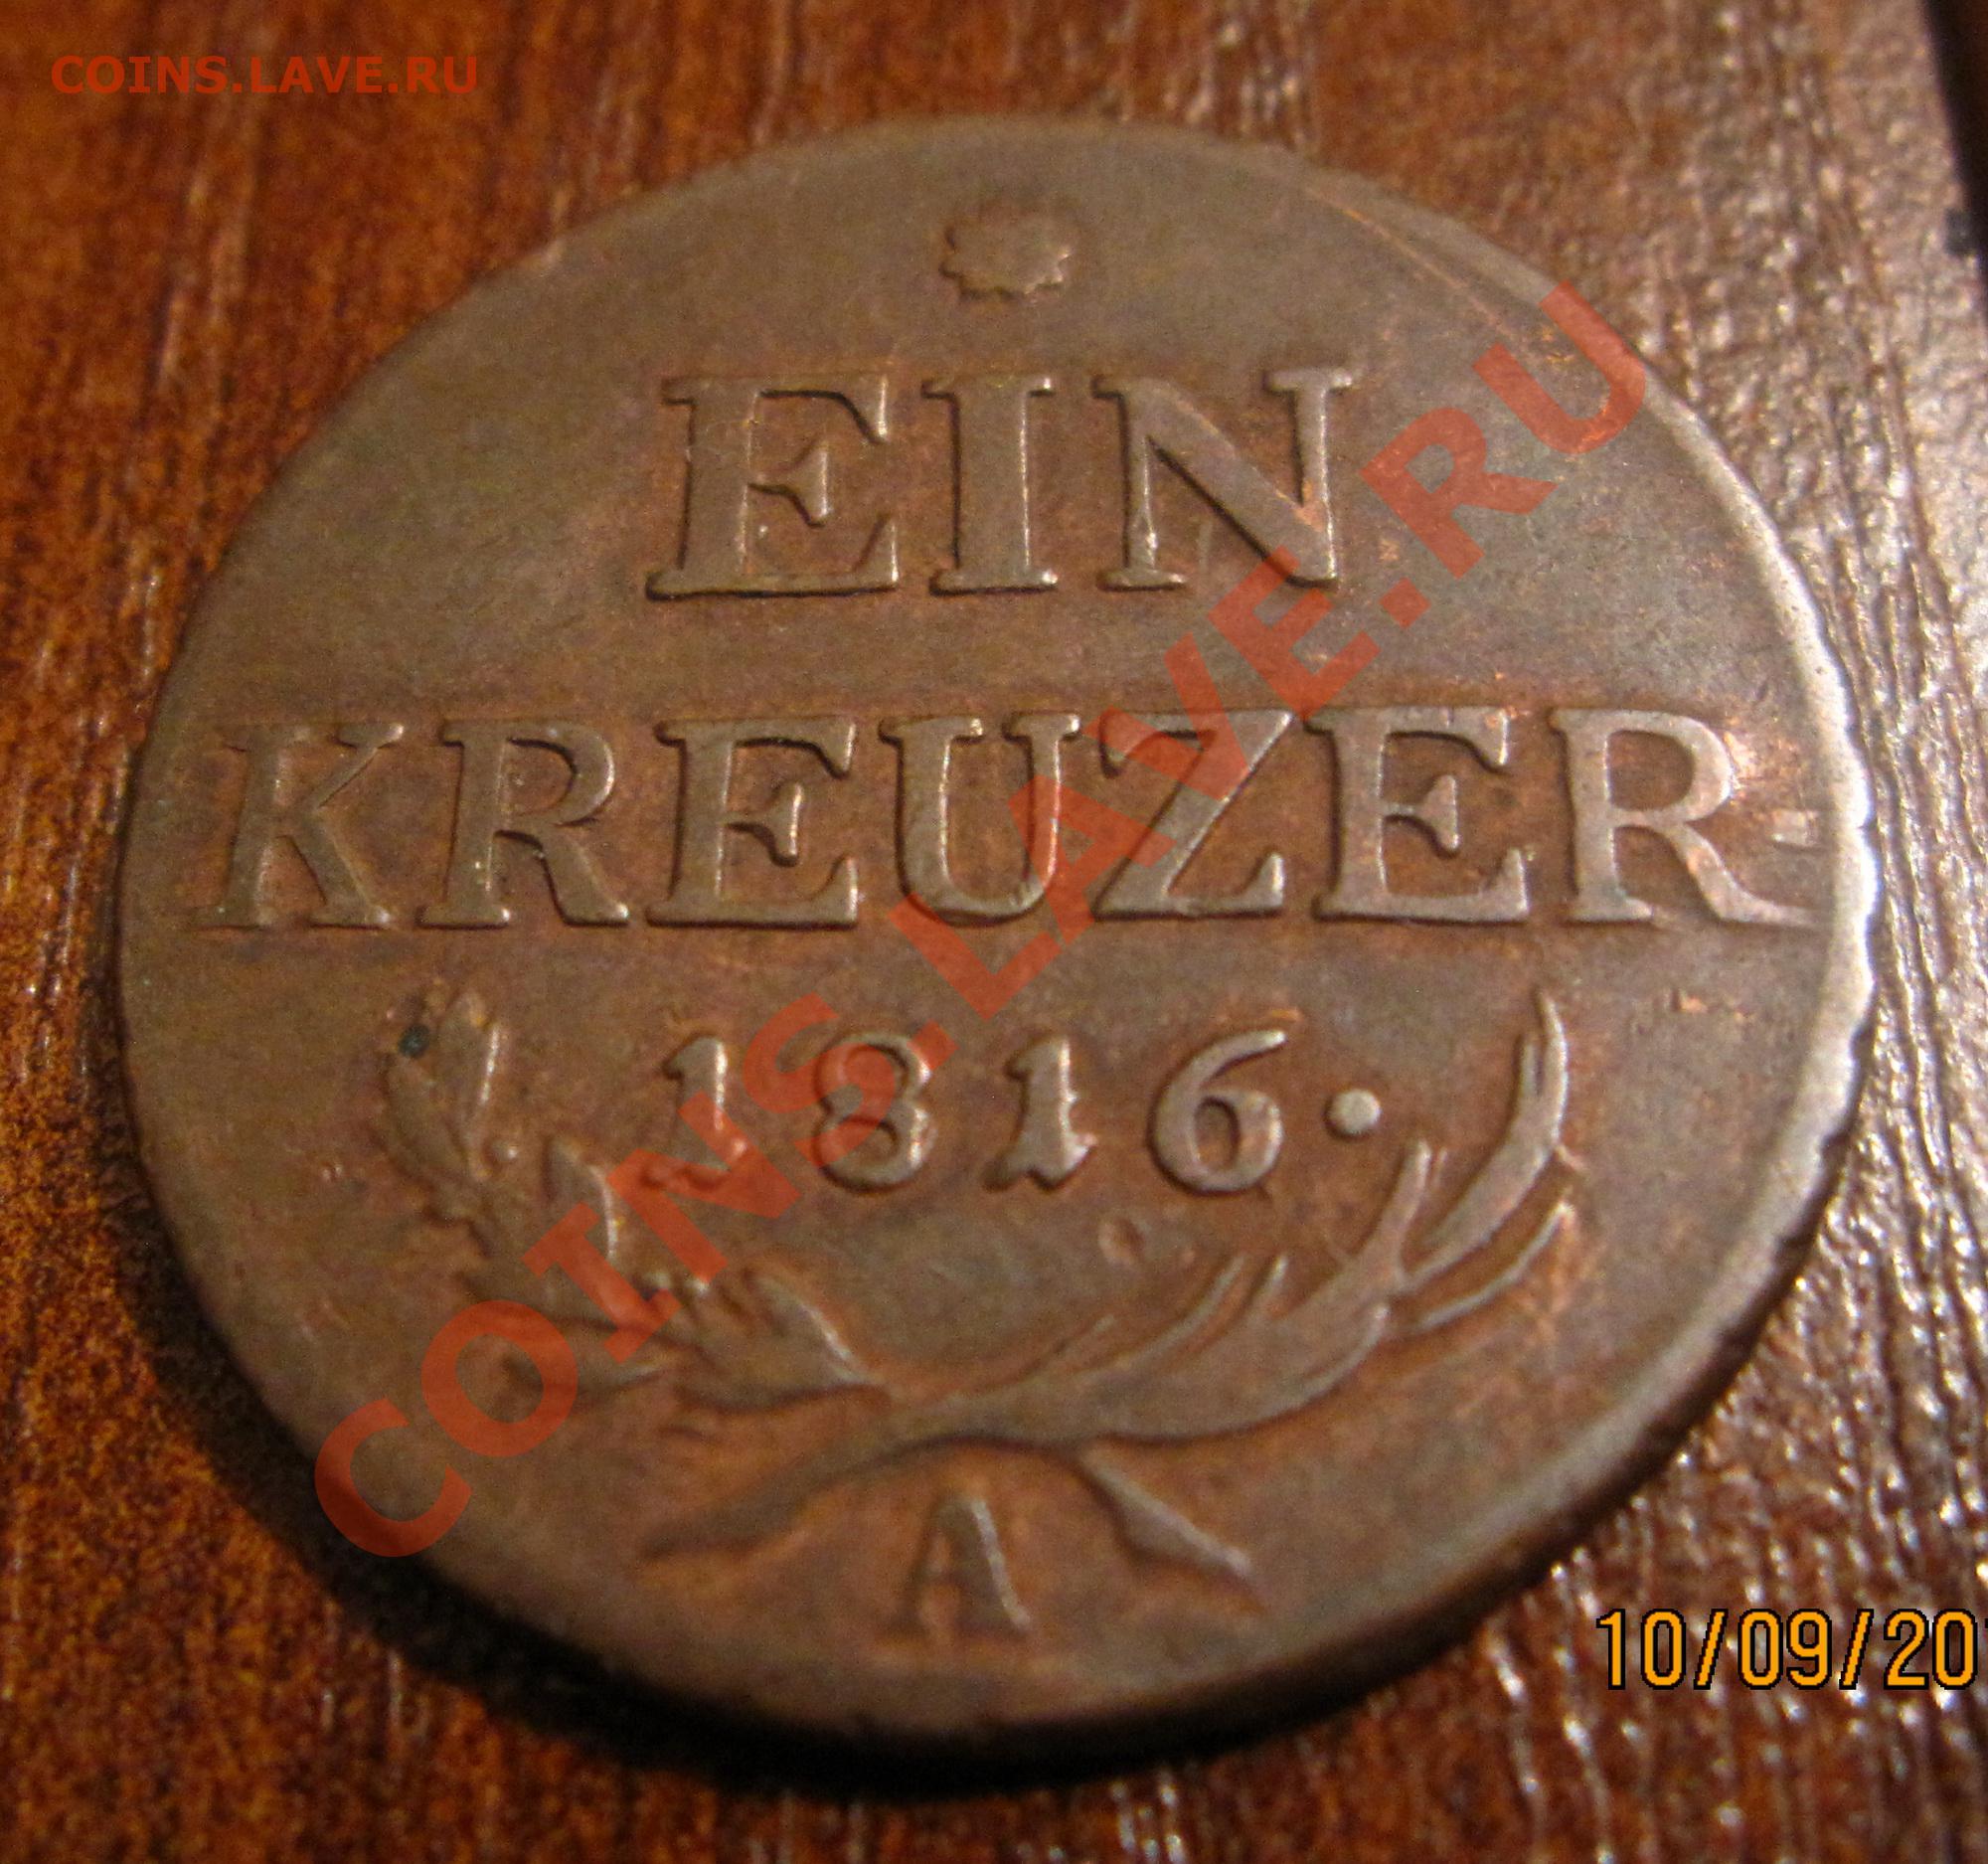 COINS.LAVE.RU
EIN
KREUZER-
1816.
A
COINS.LAVE.RU
10/09/20